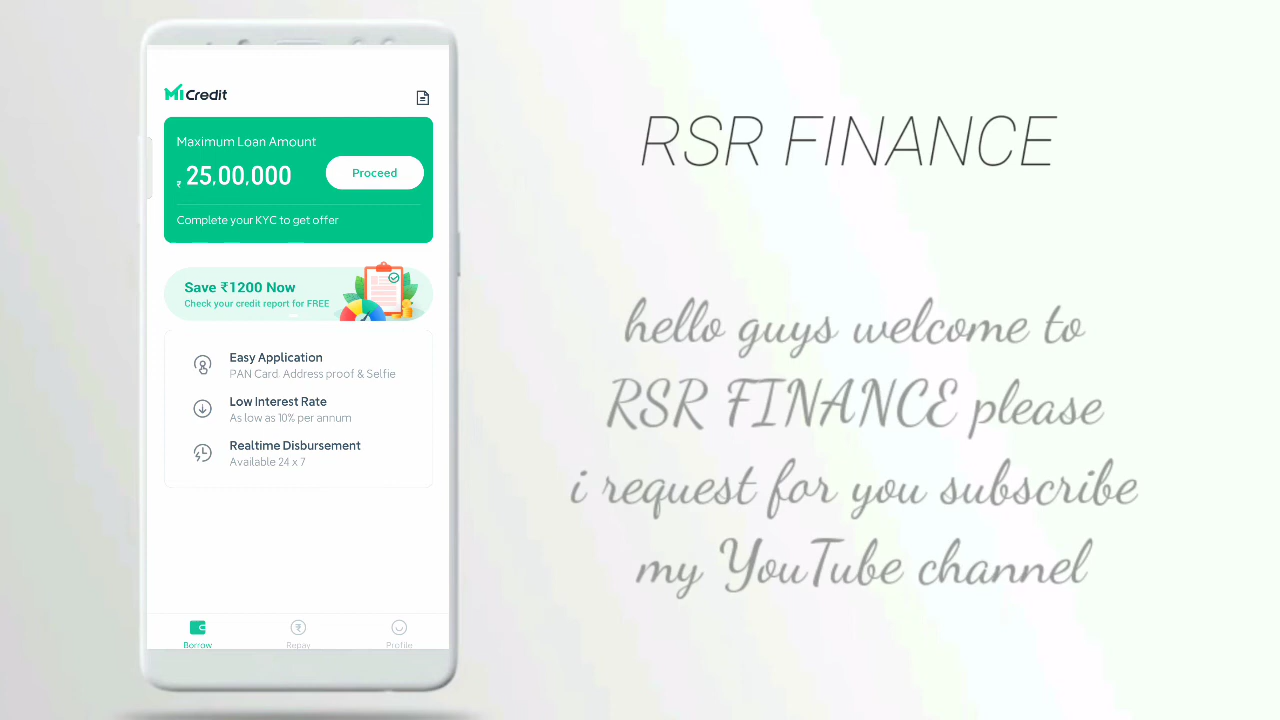 Mi Credit
Maximum Loan Amount
₹ 25,00,000
Proceed
Complete your KYC to get offer
Save ₹1200 Now
Check your credit report for FREE
Easy Application
PAN Card, Address proof & Selfie
Low Interest Rate
As low as 10% per annum
Realtime Disbursement
Available 24 x 7
Borrow
Repay
Profile
RSR FINANCE
hello guys welcome to
RSR FINANCE please
i request for you subscribe
my YouTube channel